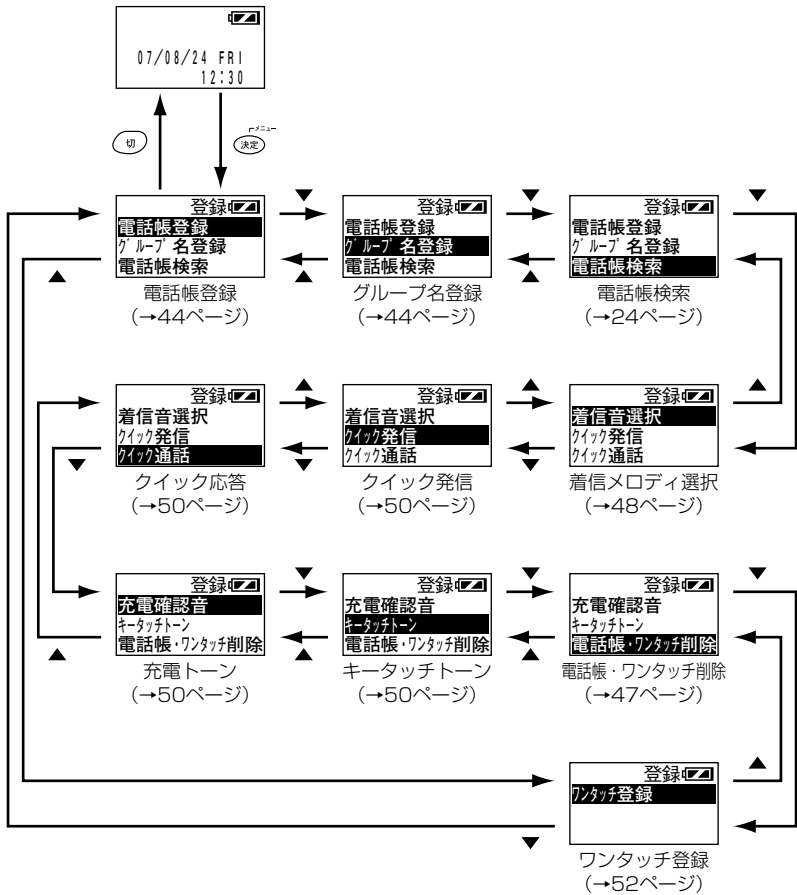 07/08/24 FRI
12:30
切
メニュー
決定
▼
▼
▼
登録
電話帳登録
グループ名登録
電話帳検索
登録
電話帳登録
グループ名登録
電話帳検索
登録
電話帳登録
グループ名登録
電話帳検索
▲
▲
▲
電話帳登録
(→44ページ)
グループ名登録
(→44ページ)
電話帳検索
(→24ページ)
▲
▲
▲
登録
着信音選択
クイック発信
クイック通話
登録
着信音選択
クイック発信
クイック通話
登録
着信音選択
クイック発信
クイック通話
▼
▼
▼
クイック応答
(→50ページ)
クイック発信
(→50ページ)
着信メロディ選択
(→48ページ)
▼
▼
▼
登録
充電確認音
キータッチトーン
電話帳・ワンタッチ削除
登録
充電確認音
キータッチトーン
電話帳・ワンタッチ削除
登録
充電確認音
キータッチトーン
電話帳・ワンタッチ削除
▲
▲
▲
充電トーン
(→50ページ)
キータッチトーン
(→50ページ)
電話帳・ワンタッチ削除
(→47ページ)
▲
登録
ワンタッチ登録
▼
ワンタッチ登録
(→52ページ)